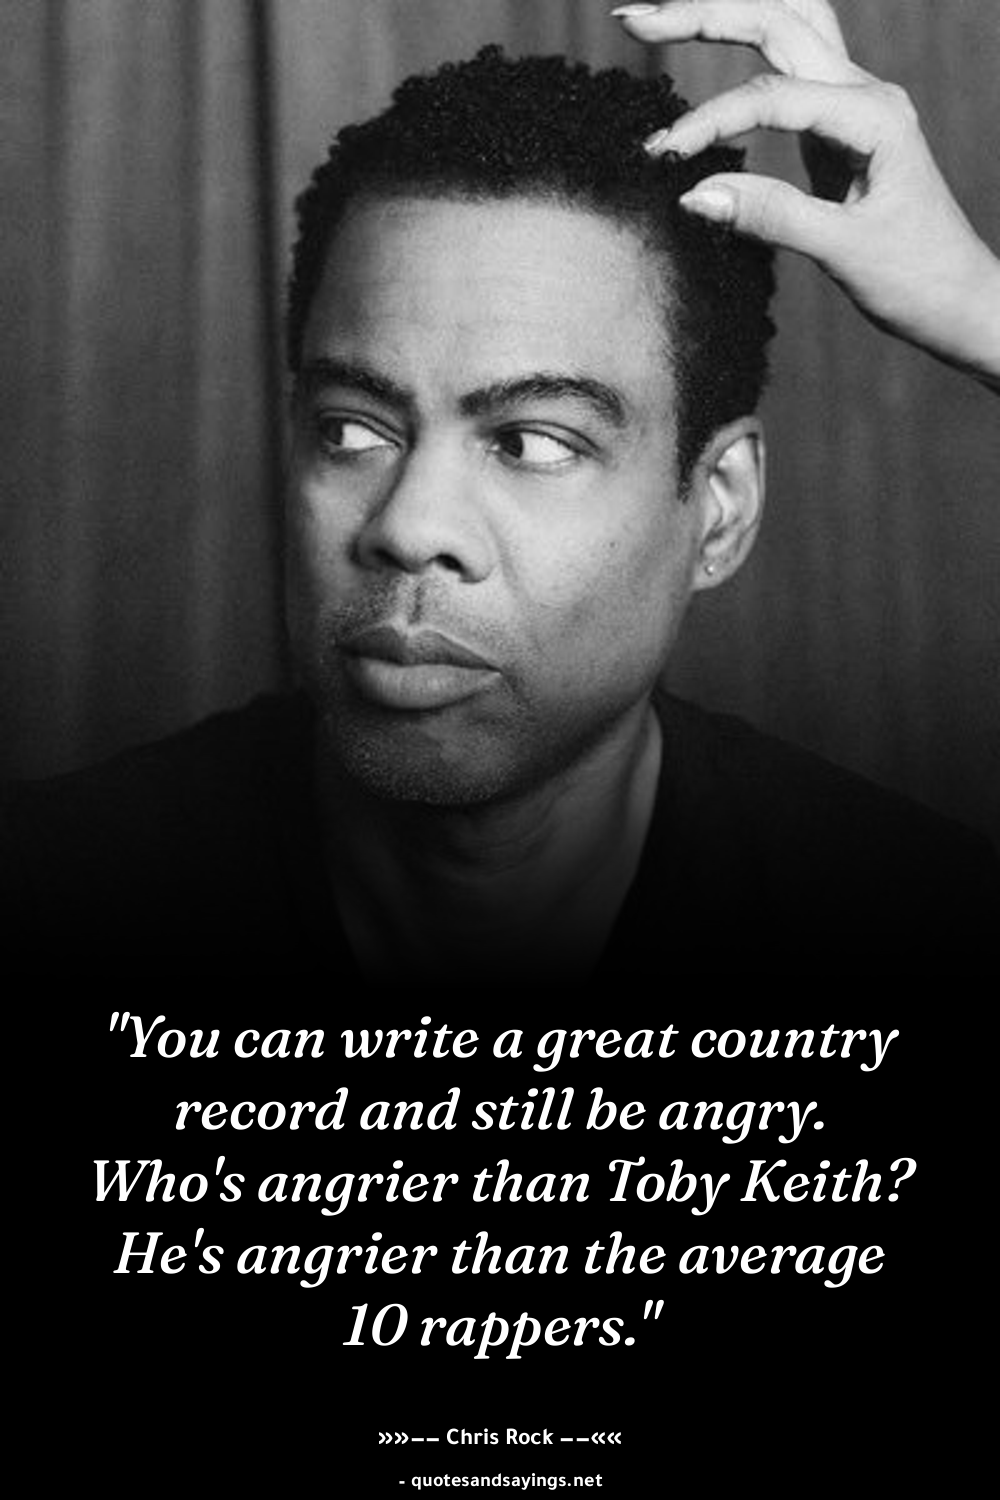 "You can write a great country
record and still be angry.
Who's angrier than Toby Keith?
He's angrier than the average
10 rappers."
»»–– Chris Rock ––««
- quotesandsayings.net